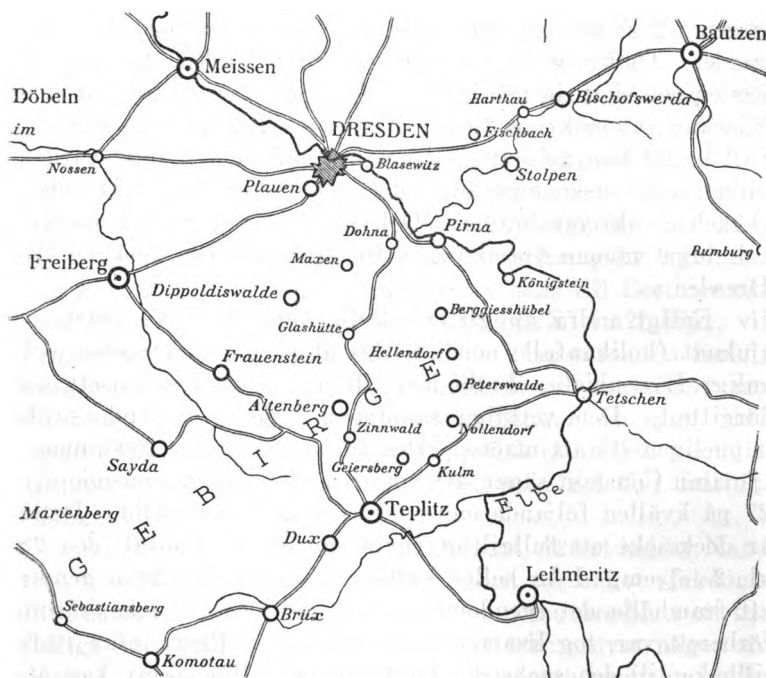 Bautzen
Meissen
Döbeln
Harthau
Bischofswerda
im
DRESDEN
Fischbach
Nossen
Blasewitz
Stolpen
Plauen
Dohna
Pirna
Freiberg
Maxen
Rumburg
Königstein
Dippoldiswalde
Berggiesshübel
Glashütte
Hellendorf
Frauenstein
Peterswalde
Tetschen
Altenberg
Zinnwald
Nollend.
Sayda
Geiersberg
Kulm
Marienberg
Teplitz
Elbe
Dux
Leitmeritz
Sebastiansberg
Brüx
Komotau
G E B I R G E